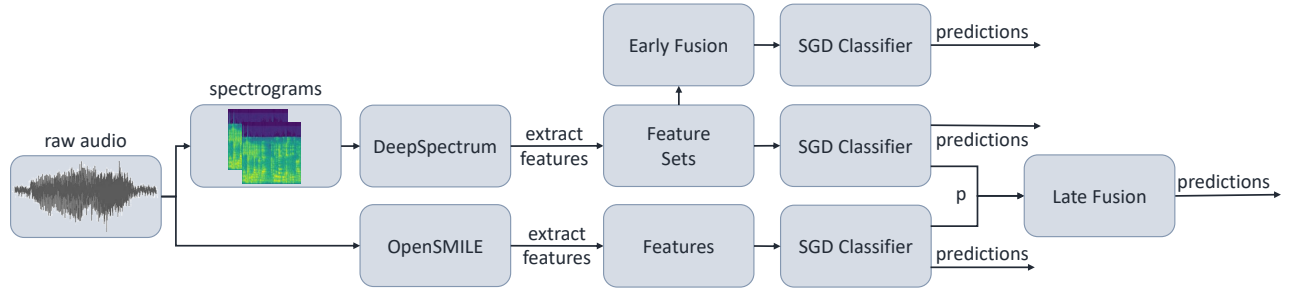 raw audio
spectrograms
DeepSpectrum
extract
features
Early Fusion
SGD Classifier
predictions
Feature
Sets
SGD Classifier
predictions
OpenSMILE
extract
features
Features
SGD Classifier
predictions
p
Late Fusion
predictions